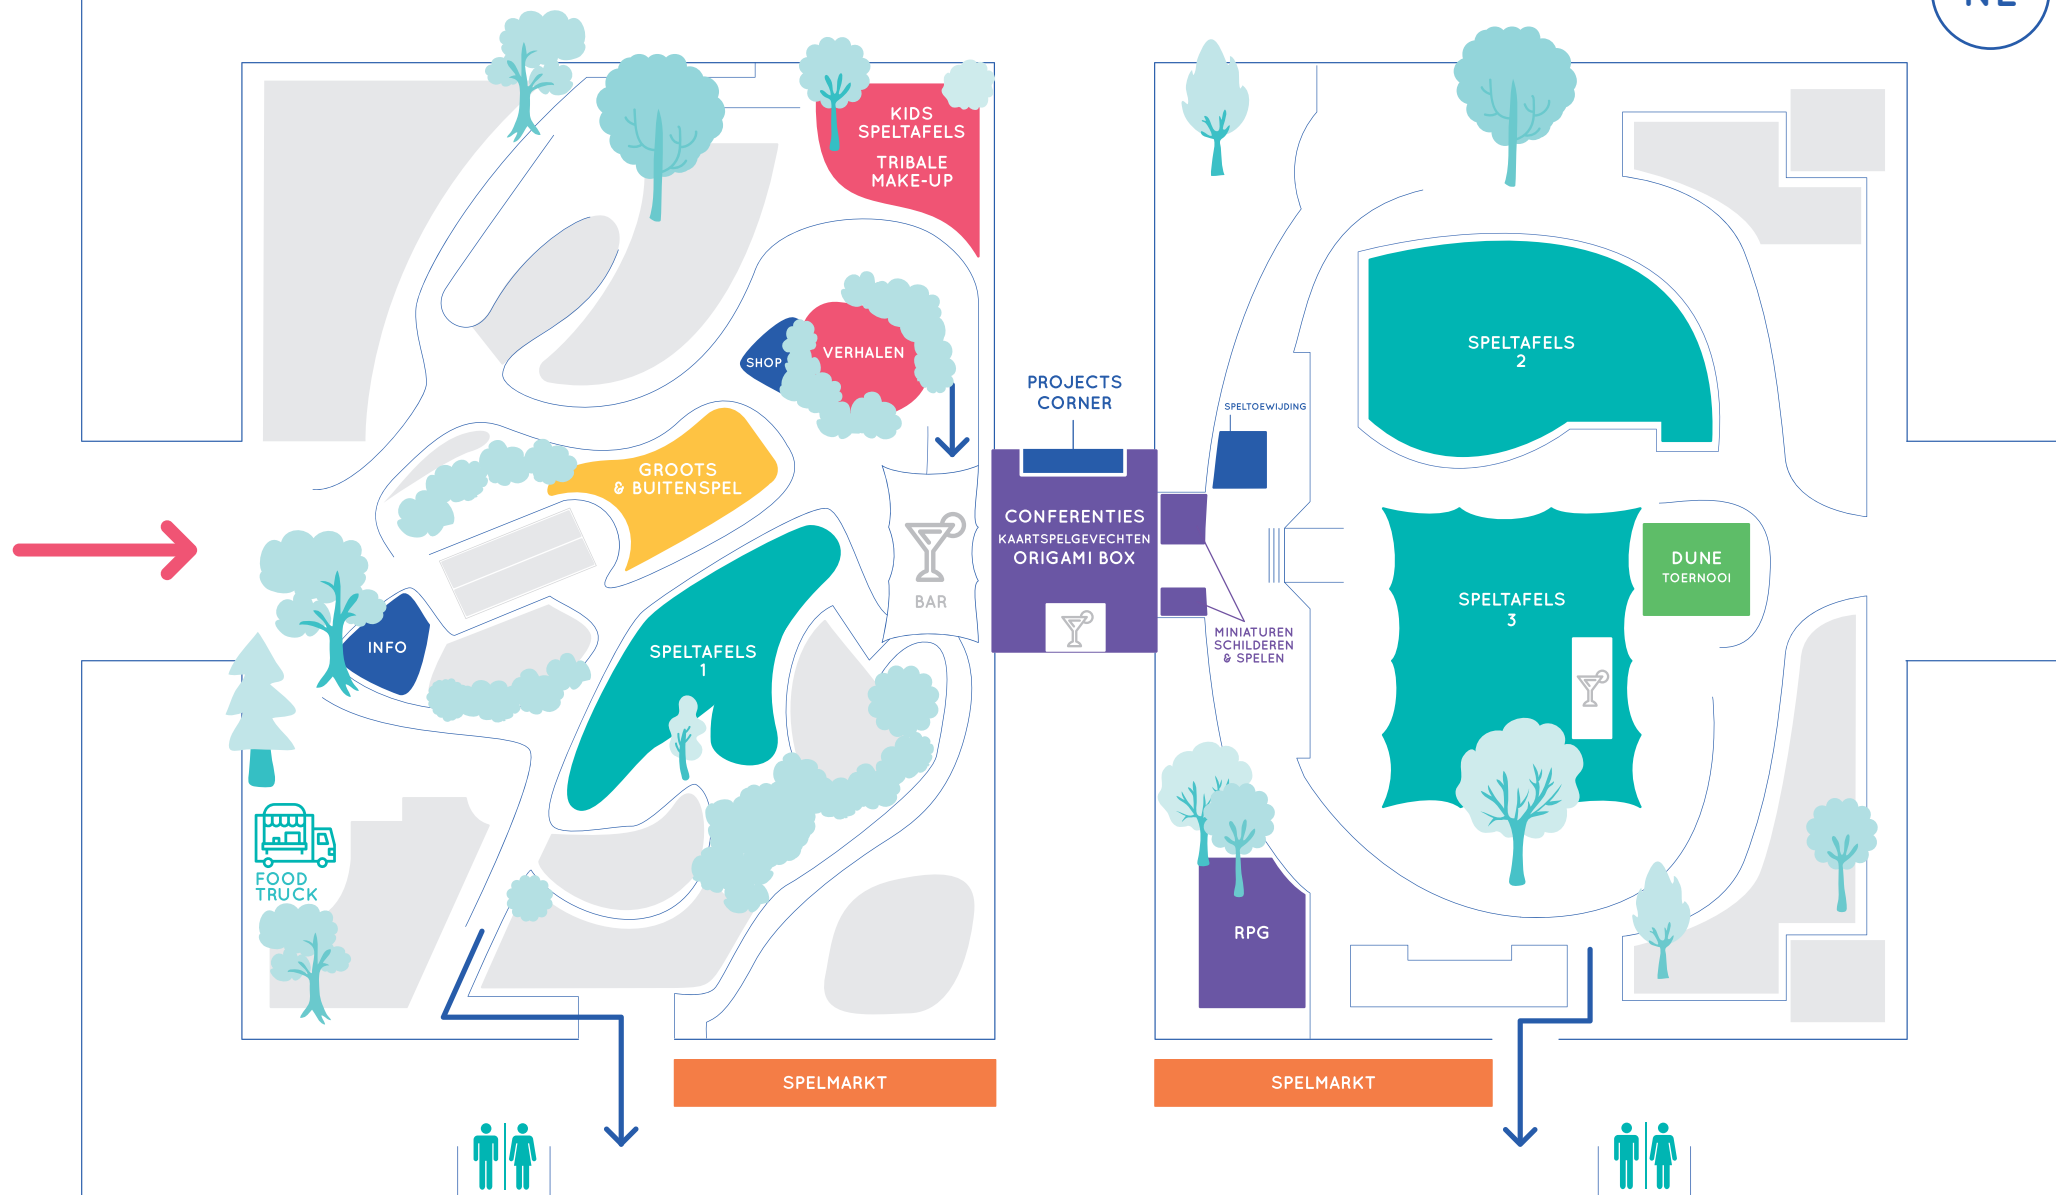 NL
KIDS
SPELTAFELS
TRIBALE
MAKE-UP
SHOP
VERHALEN
GROOTS
& BUITENSPEL
INFO
SPELTAFELS
1
BAR
FOOD
TRUCK
PROJECTS
CORNER
CONFERENTIES
KAARTSPELGEVECHTEN
ORIGAMI BOX
SPELTOEWIJDING
MINIATUREN
SCHILDEREN
& SPELEN
SPELTAFELS
2
SPELTAFELS
3
DUNE
TOERNOOI
RPG
SPELMARKT
SPELMARKT